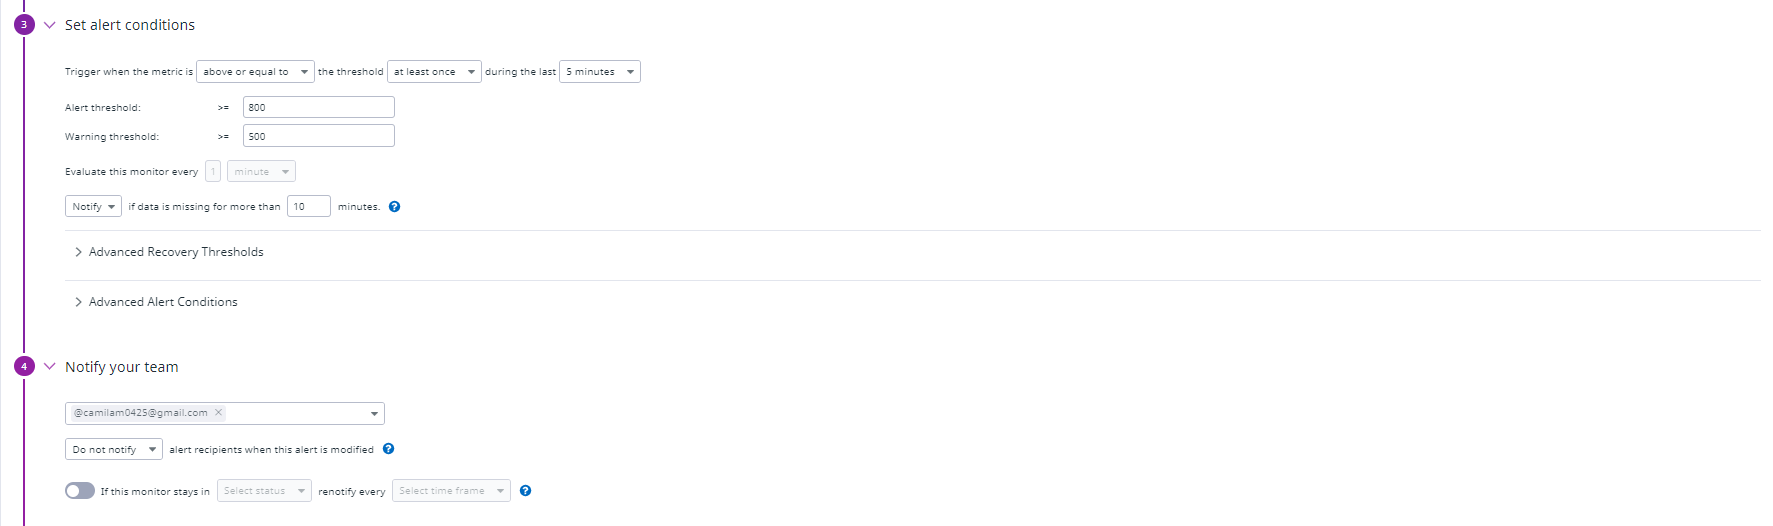 3 Set alert conditions
Trigger when the metric is above or equal to the threshold at least once during the last 5 minutes
Alert threshold: >= 800
Warning threshold: >= 500
Evaluate this monitor every 1 minute
Notify if data is missing for more than 10 minutes. ?
Advanced Recovery Thresholds
Advanced Alert Conditions
4 Notify your team
@camilam0425@gmail.com ×
Do not notify alert recipients when this alert is modified ?
If this monitor stays in Select status renotify every Select time frame ?